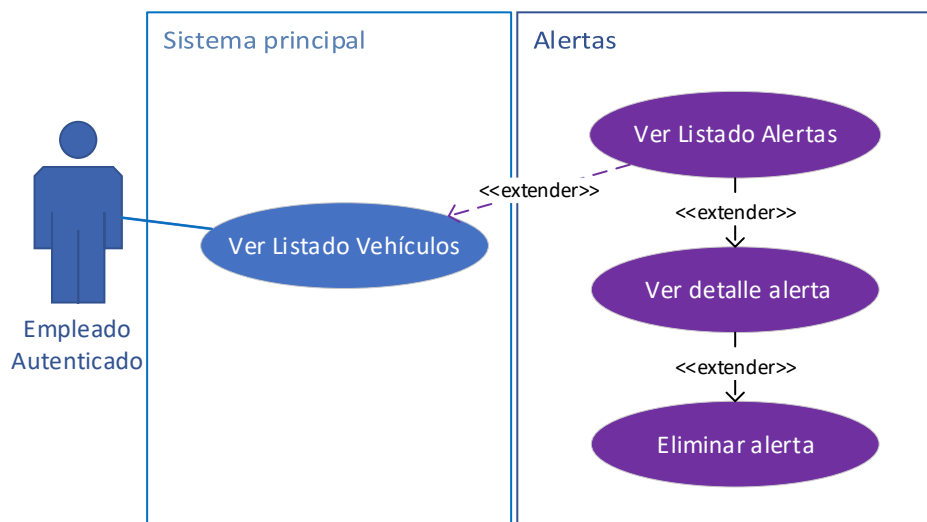 Sistema principal
Alertas
Ver Listado Alertas
<<extender>>
<<extender>>
Ver Listado Vehículos
Ver detalle alerta
Empleado
Autenticado
<<extender>>
Eliminar alerta